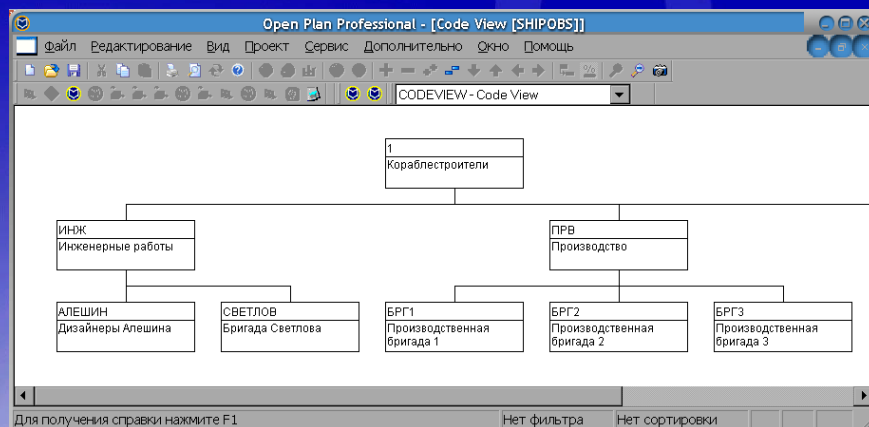 Open Plan Professional - [Code View [SHIPOBS]]
Файл Редактирование Вид Проект Сервис Дополнительно Окно Помощь
CODEVIEW - Code View
1
Кораблестроители
ИНЖ
Инженерные работы
ПРВ
Производство
АЛЕШИН
Дизайнеры Алешина
СВЕТЛОВ
Бригада Светлова
БРГ1
Производственная
бригада 1
БРГ2
Производственная
бригада 2
БРГ3
Производственная
бригада 3
Для получения справки нажмите F1
Нет фильтра
Нет сортировки